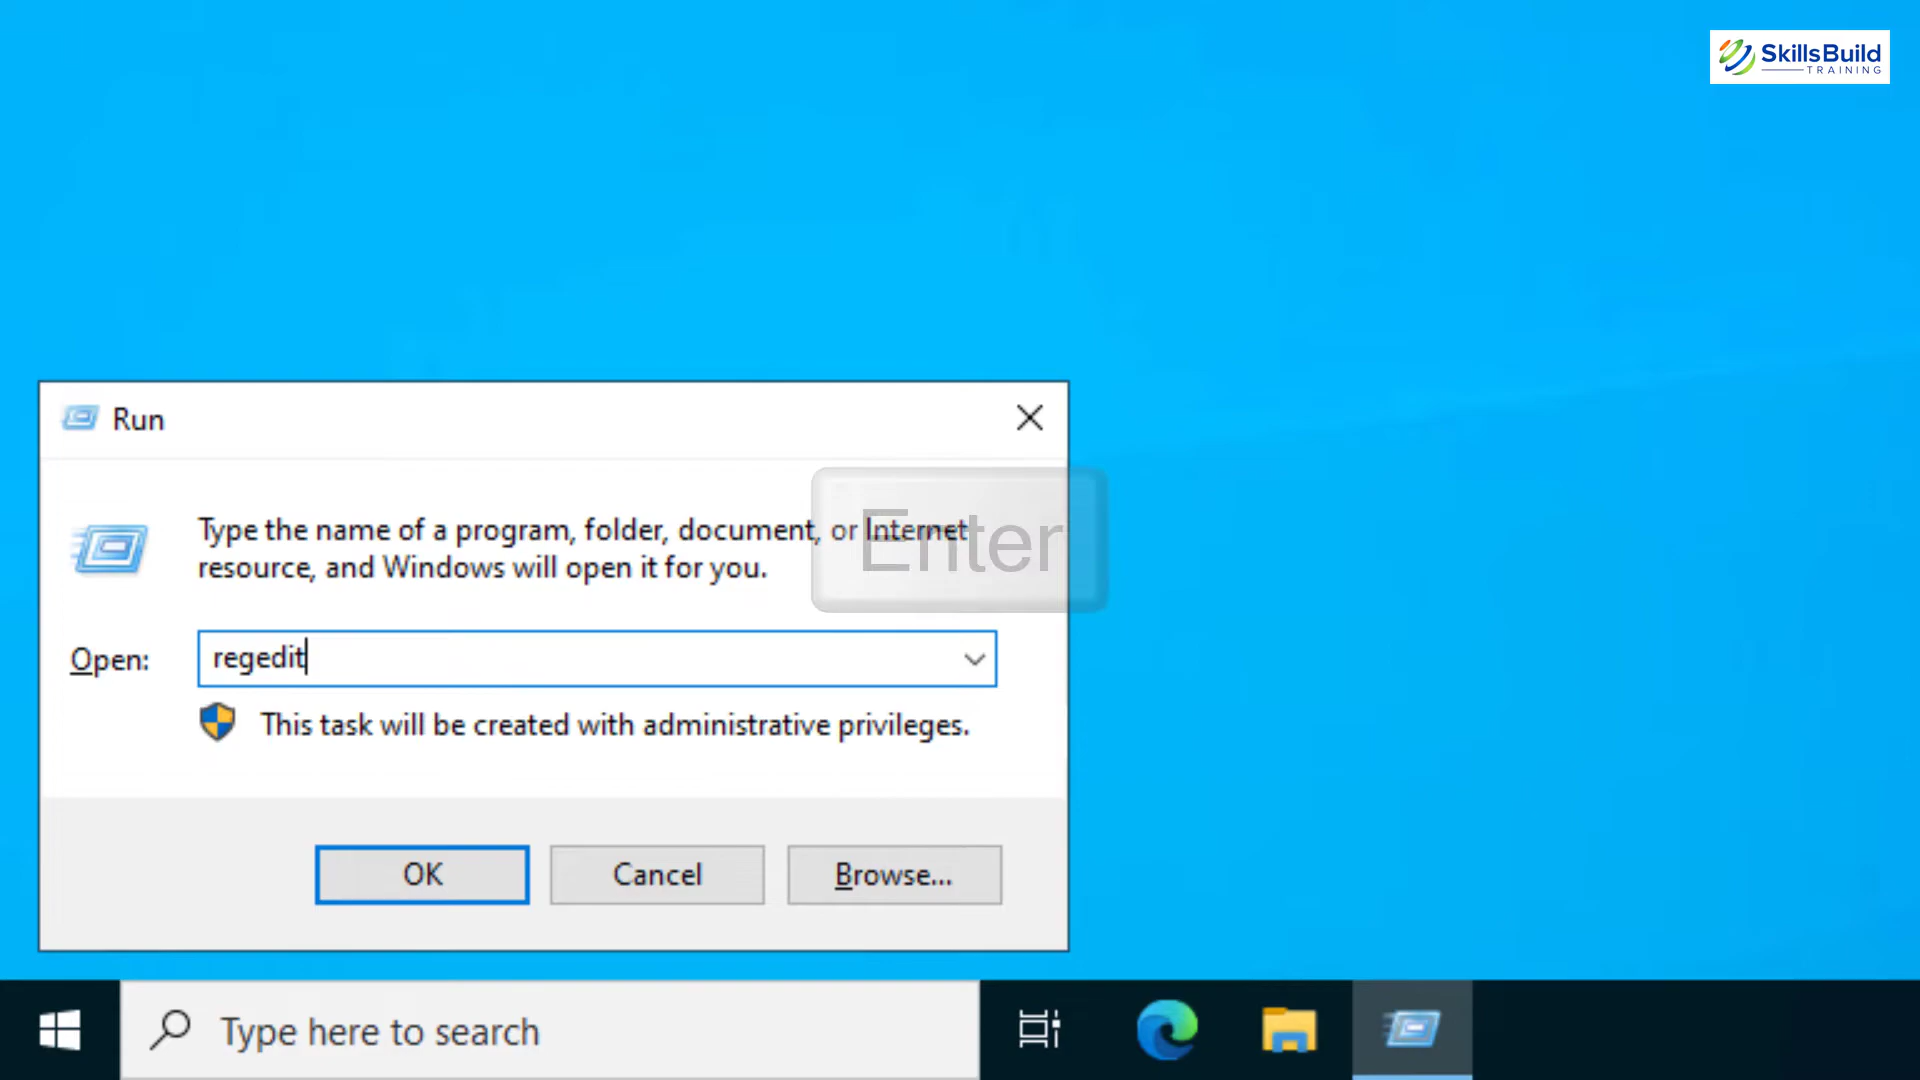 SkillsBuild
TRAINING
Run
Type the name of a program, folder, document, or Internet
resource, and Windows will open it for you.
Enter
Open:
regedit
This task will be created with administrative privileges.
OK
Cancel
Browse...
Type here to search